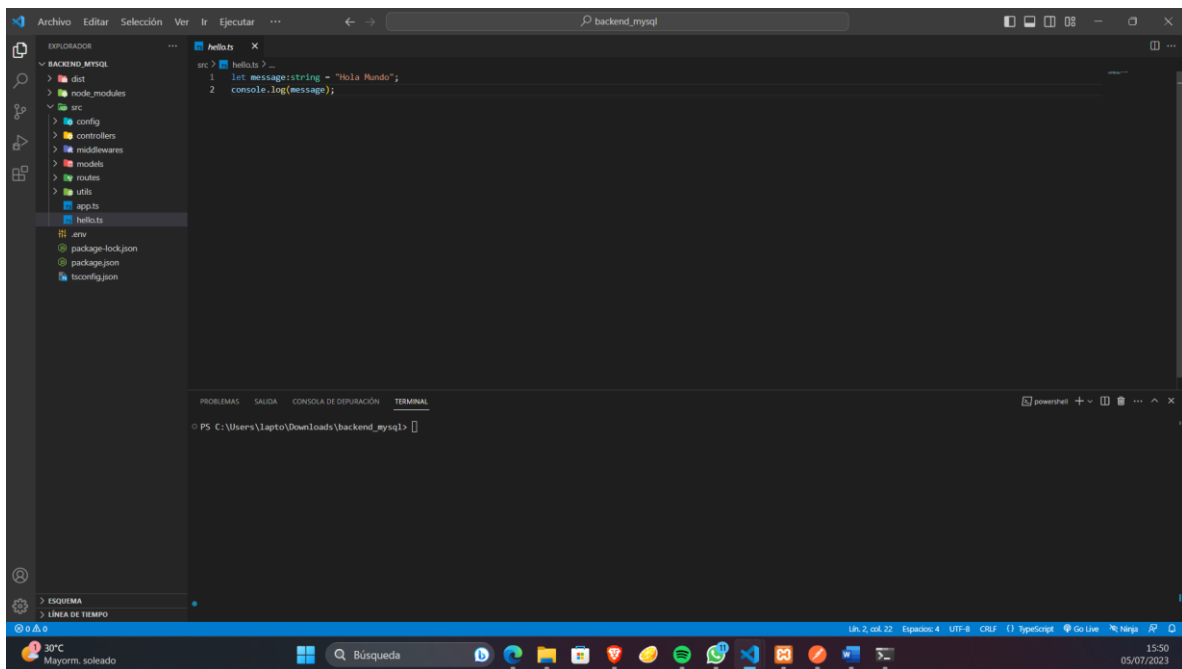 Archivo Editar Selección Ver Ir Ejecutar ... backend_mysql
EXPLORADOR ...
BACKEND_MYSQL
dist
node_modules
src
config
controllers
middlewares
models
routes
utils
app.ts
hello.ts
.env
package-lock.json
package.json
tsconfig.json
ESQUEMA
LÍNEA DE TIEMPO
hello.ts
src > hello.ts > ...
1 let message:string = "Hola Mundo";
2 console.log(message);
PROBLEMAS SALIDA CONSOLA DE DEPURACIÓN TERMINAL powershell
PS C:\Users\lapto\Downloads\backend_mysql>
0 0 Lín. 2, col. 22 Espacios: 4 UTF-8 CRLF {} TypeScript Go Live Ninja
1 30°C
Mayorm. soleado
Búsqueda
15:50
05/07/2023